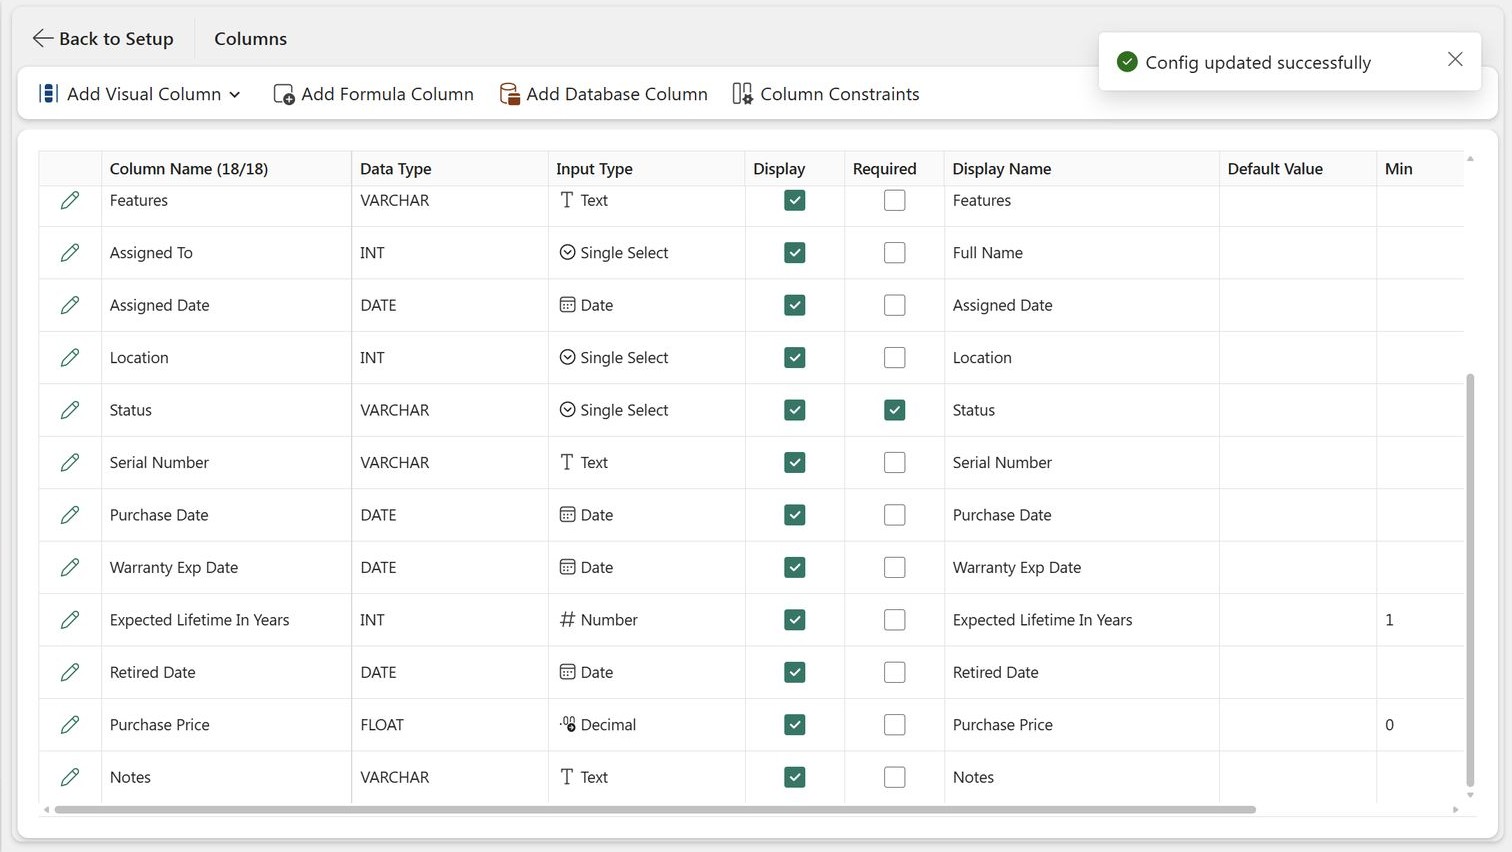 Back to Setup Columns
Config updated successfully
Add Visual Column Add Formula Column Add Database Column Column Constraints
Column Name (18/18) Data Type Input Type Display Required Display Name Default Value Min
Features VARCHAR Text Features
Assigned To INT Single Select Full Name
Assigned Date DATE Date Assigned Date
Location INT Single Select Location
Status VARCHAR Single Select Status
Serial Number VARCHAR Text Serial Number
Purchase Date DATE Date Purchase Date
Warranty Exp Date DATE Date Warranty Exp Date
Expected Lifetime In Years INT Number Expected Lifetime In Years 1
Retired Date DATE Date Retired Date
Purchase Price FLOAT Decimal Purchase Price 0
Notes VARCHAR Text Notes